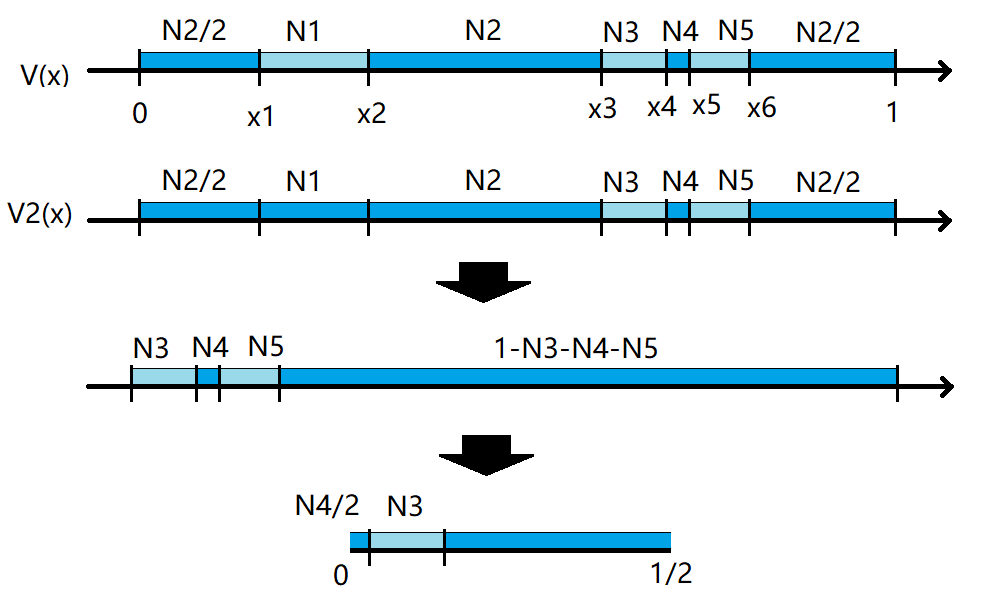 N2/2 N1 N2 N3 N4 N5 N2/2
V(x)
0 x1 x2 x3 x4 x5 x6 1
N2/2 N1 N2 N3 N4 N5 N2/2
V2(x)
N3 N4 N5 1-N3-N4-N5
N4/2 N3
0 1/2